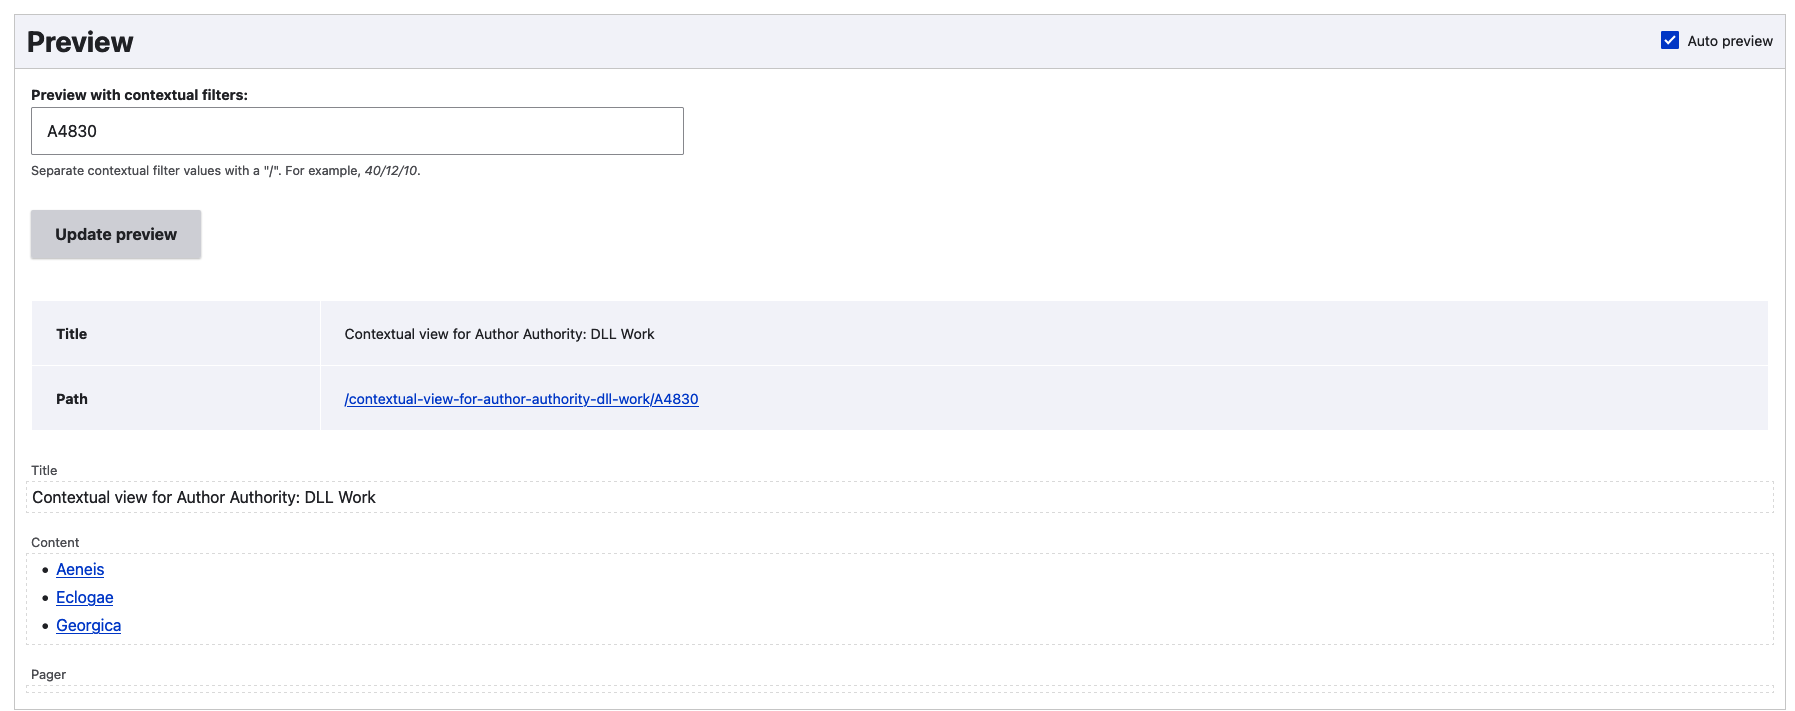 Preview
Auto preview
Preview with contextual filters:
A4830
Separate contextual filter values with a "/". For example, 40/12/10.
Update preview
Title Contextual view for Author Authority: DLL Work
Path /contextual-view-for-author-authority-dll-work/A4830
Title
Contextual view for Author Authority: DLL Work
Content
• Aeneis
• Eclogae
• Georgica
Pager